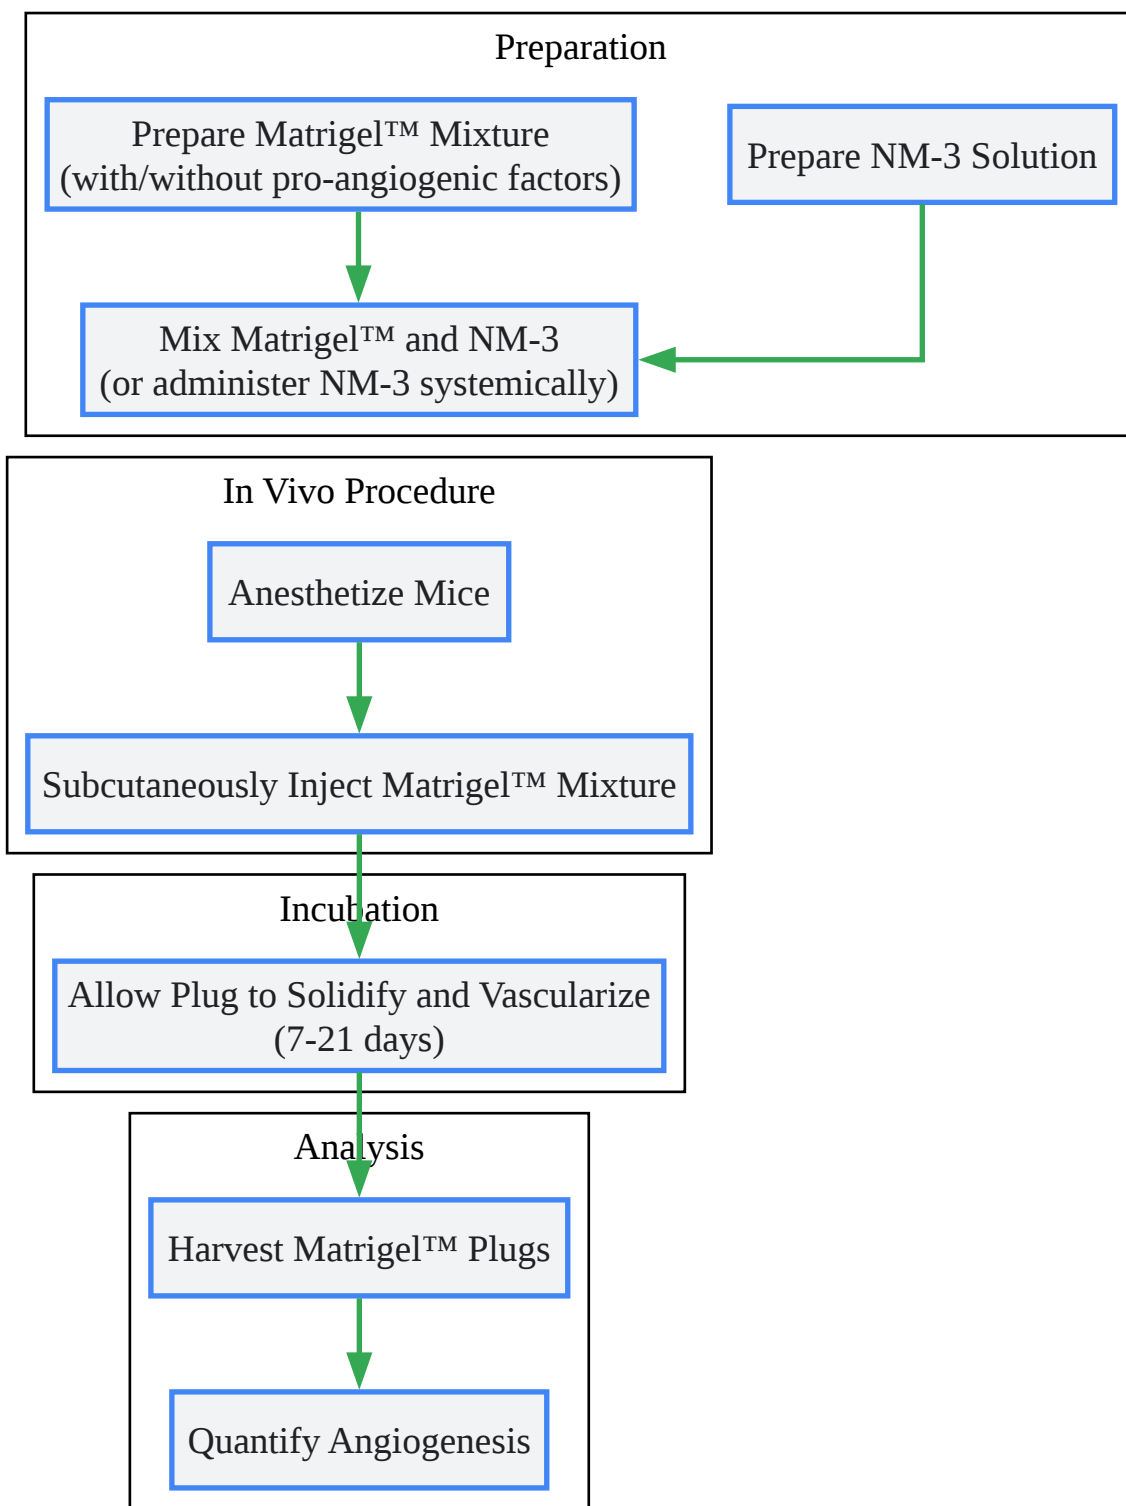 Preparation
Prepare Matrigel™ Mixture
(with/without pro-angiogenic factors)
Prepare NM-3 Solution
Mix Matrigel™ and NM-3
(or administer NM-3 systemically)
In Vivo Procedure
Anesthetize Mice
Subcutaneously Inject Matrigel™ Mixture
Incubation
Allow Plug to Solidify and Vascularize
(7-21 days)
Analysis
Harvest Matrigel™ Plugs
Quantify Angiogenesis